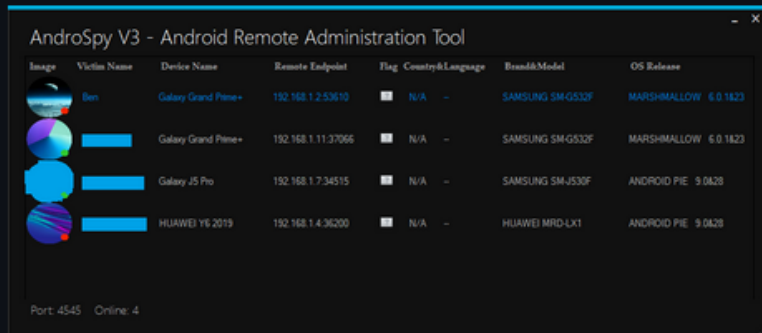 AndroSpy V3 - Android Remote Administration Tool
Image Victim Name Device Name Remote Endpoint Flag Country&Language Brand&Model OS Release
Ben Galaxy Grand Prime+ 192.168.1.2:53610 N/A - SAMSUNG SM-G532F MARSHMALLOW 6.0.1&23
Galaxy Grand Prime+ 192.168.1.11:37066 N/A - SAMSUNG SM-G532F MARSHMALLOW 6.0.1&23
Galaxy J5 Pro 192.168.1.7:34515 N/A - SAMSUNG SM-J530F ANDROID PIE 9.0&28
HUAWEI Y6 2019 192.168.1.4:36200 N/A - HUAWEI MRD-LX1 ANDROID PIE 9.0&28
Port: 4545 Online: 4